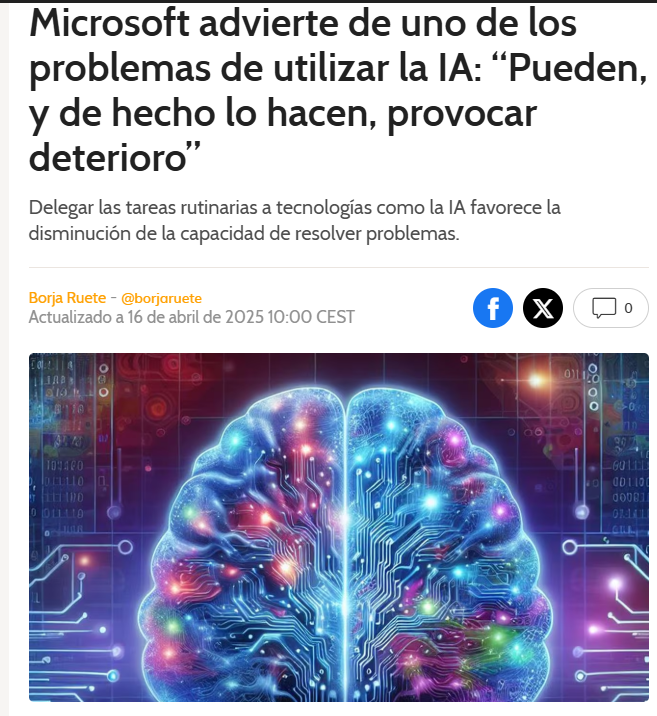 Microsoft advierte de uno de los
problemas de utilizar la IA: “Pueden,
y de hecho lo hacen, provocar
deterioro”
Delegar las tareas rutinarias a tecnologías como la IA favorece la
disminución de la capacidad de resolver problemas.
Borja Ruete - @borjaruete
Actualizado a 16 de abril de 2025 10:00 CEST
0